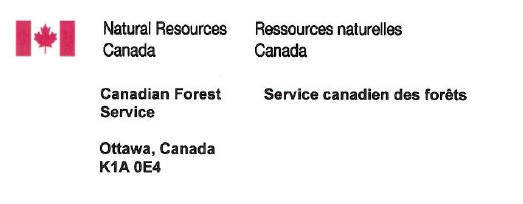 Natural Resources Canada
Ressources naturelles Canada
Canadian Forest Service
Service canadien des forêts
Ottawa, Canada
K1A 0E4